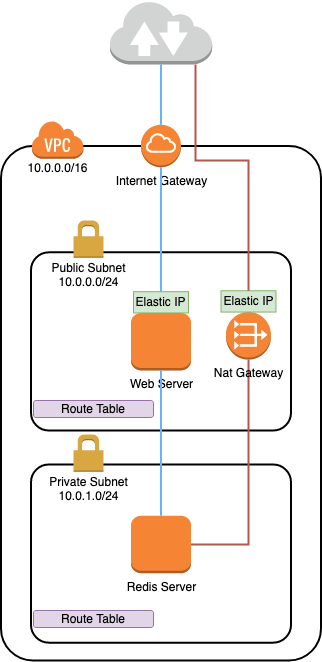 VPC
10.0.0.0/16
Internet Gateway
Public Subnet
10.0.0.0/24
Elastic IP
Elastic IP
Web Server
Nat Gateway
Route Table
Private Subnet
10.0.1.0/24
Redis Server
Route Table